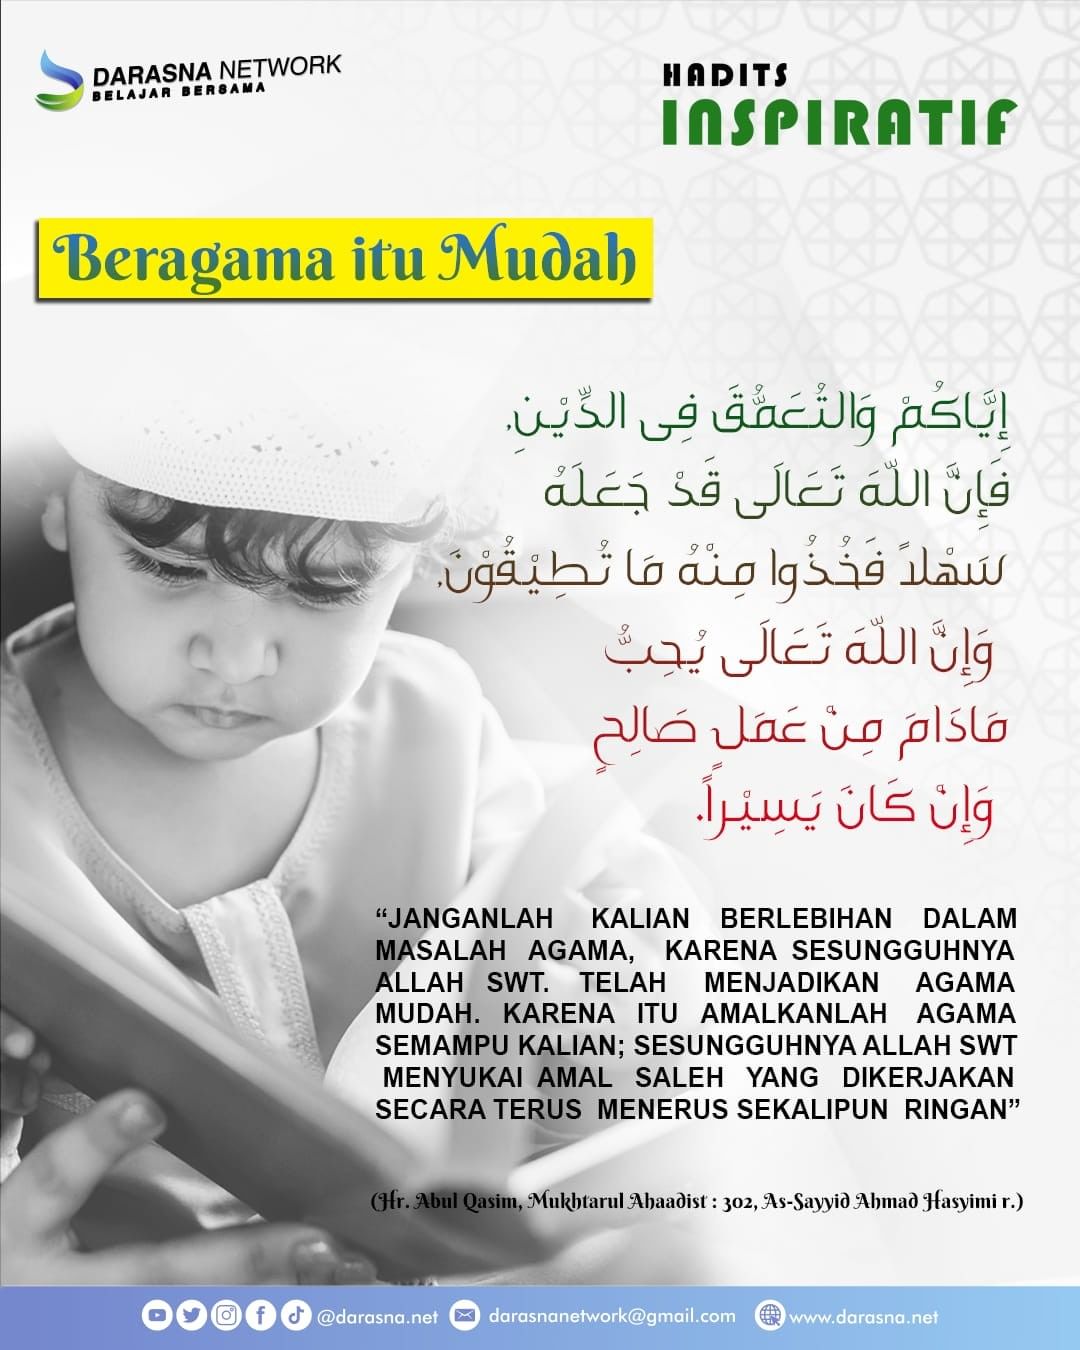 DARASNA NETWORK
BELAJAR BERSAMA
HADITS
INSPIRATIF
Beragama itu Mudah
إِيَّاكُمْ وَالتُعَمُّقَ فِى الدِّيْنِ،
فَإِنَّ اللّٰهَ تَعَالَى قَدْ جَعَلَهُ
سَهْلاً فَخُذُوا مِنْهُ مَا تُطِيْقُوْنَ،
وَإِنَّ اللّٰهَ تَعَالَى يُحِبُّ
مَادَامَ مِنْ عَمَلٍ صَالِحٍ
وَإِنْ كَانَ يَسِيْراً.
“JANGANLAH KALIAN BERLEBIHAN DALAM
MASALAH AGAMA, KARENA SESUNGGUHNYA
ALLAH SWT. TELAH MENJADIKAN AGAMA
MUDAH. KARENA ITU AMALKANLAH AGAMA
SEMAMPU KALIAN; SESUNGGUHNYA ALLAH SWT
MENYUKAI AMAL SALEH YANG DIKERJAKAN
SECARA TERUS MENERUS SEKALIPUN RINGAN”
(Hr. Abul Qasim, Mukhtarul Ahaadist : 302, As-Sayyid Ahmad Hasyimi r.)
@darasna.net darasnanetwork@gmail.com www.darasna.net